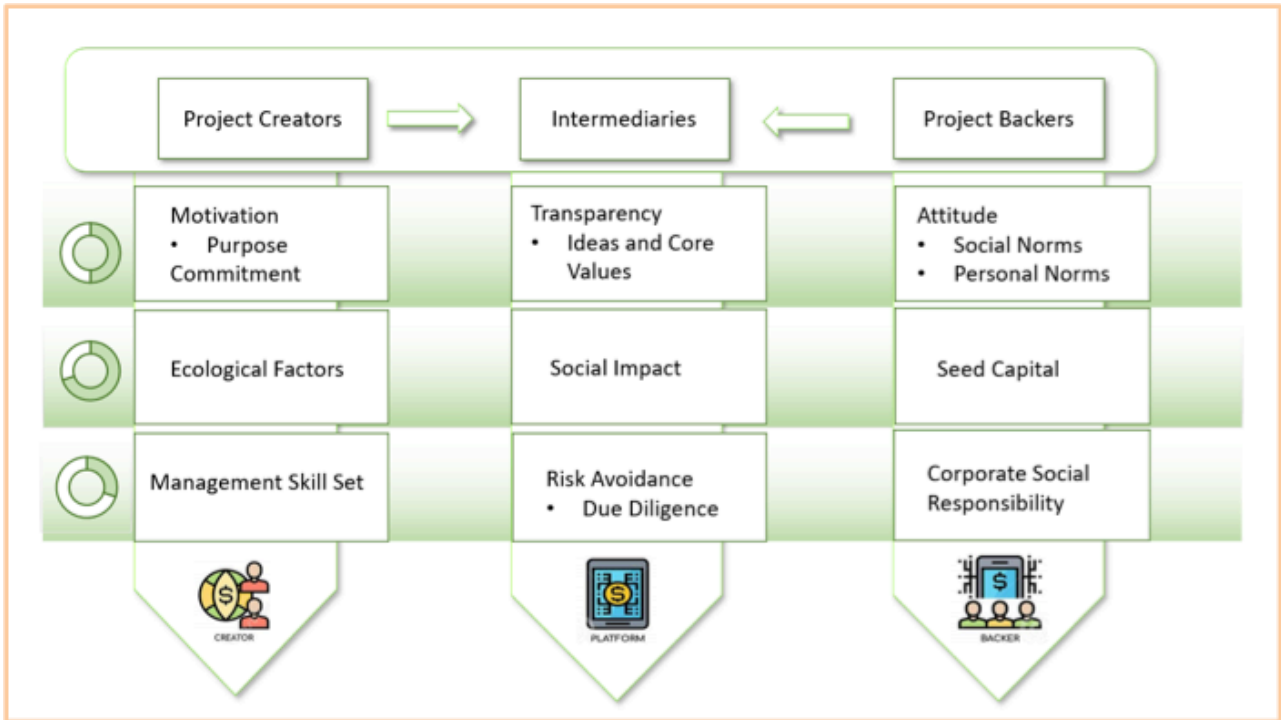 Project Creators
Intermediaries
Project Backers
Motivation
• Purpose
Commitment
Transparency
• Ideas and Core
Values
Attitude
• Social Norms
• Personal Norms
Ecological Factors
Social Impact
Seed Capital
Management Skill Set
Risk Avoidance
• Due Diligence
Corporate Social
Responsibility
CREATOR
PLATFORM
BACKER